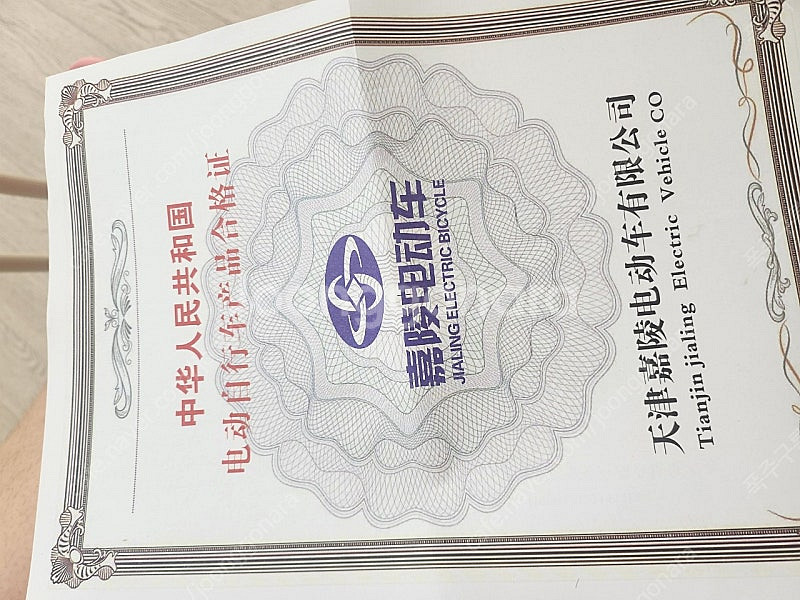 中华人民共和国
电动自行车产品合格证
嘉陵电动车
JIALING ELECTRIC BICYCLE
天津嘉陵电动车有限公司
Tianjin jialing Electric Vehicle CO